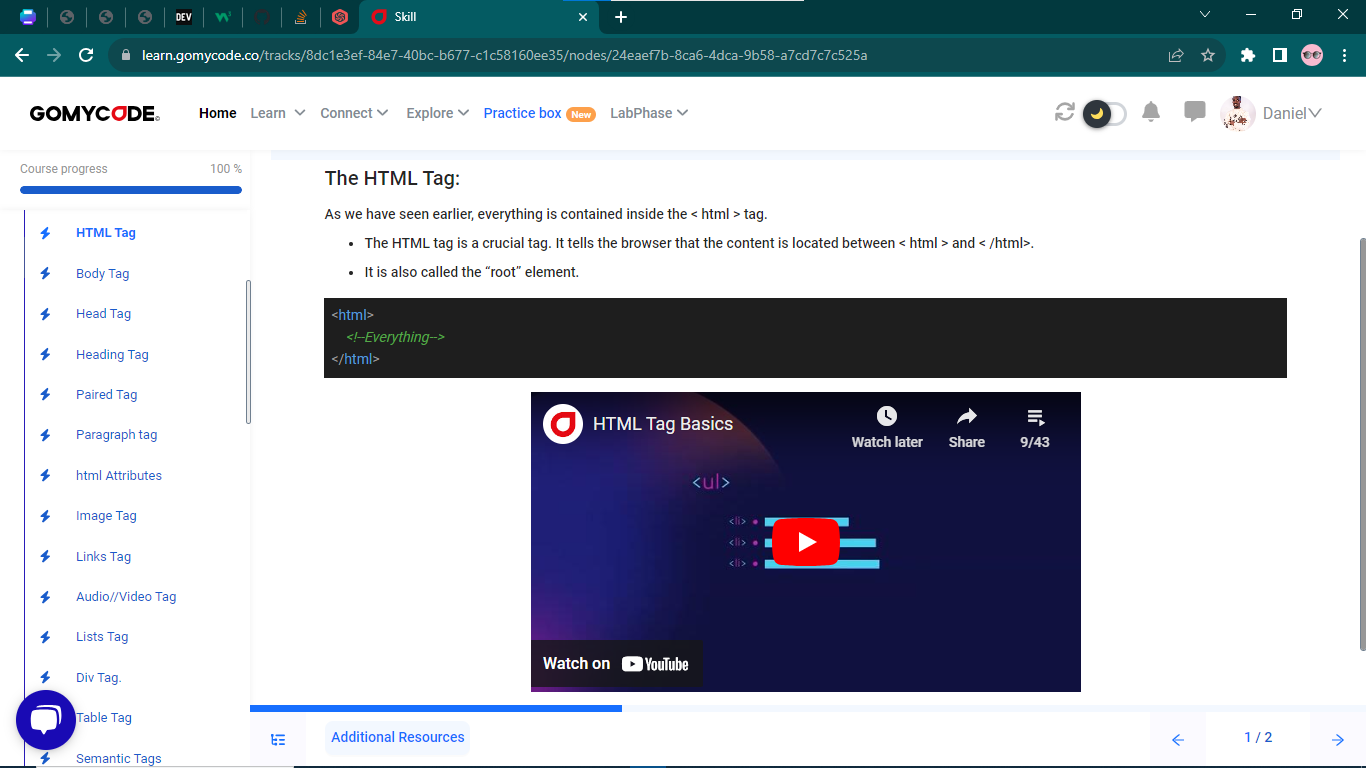 DEV
Skill
learn.gomycode.co/tracks/8dc1e3ef-84e7-40bc-b677-c1c58160ee35/nodes/24eaef7b-8ca6-4dca-9b58-a7cd7c7c525a
GOMYCODE
Home
Learn
Connect
Explore
Practice box New
LabPhase
Daniel
Course progress 100 %
HTML Tag
Body Tag
Head Tag
Heading Tag
Paired Tag
Paragraph tag
html Attributes
Image Tag
Links Tag
Audio//Video Tag
Lists Tag
Div Tag.
Table Tag
Semantic Tags
The HTML Tag:
As we have seen earlier, everything is contained inside the < html > tag.
• The HTML tag is a crucial tag. It tells the browser that the content is located between < html > and < /html>.
• It is also called the “root” element.
<html>
<!--Everything-->
</html>
HTML Tag Basics
Watch later
Share
9/43
<ul>
<li>
<li>
<li>
Watch on YouTube
Additional Resources
1 / 2